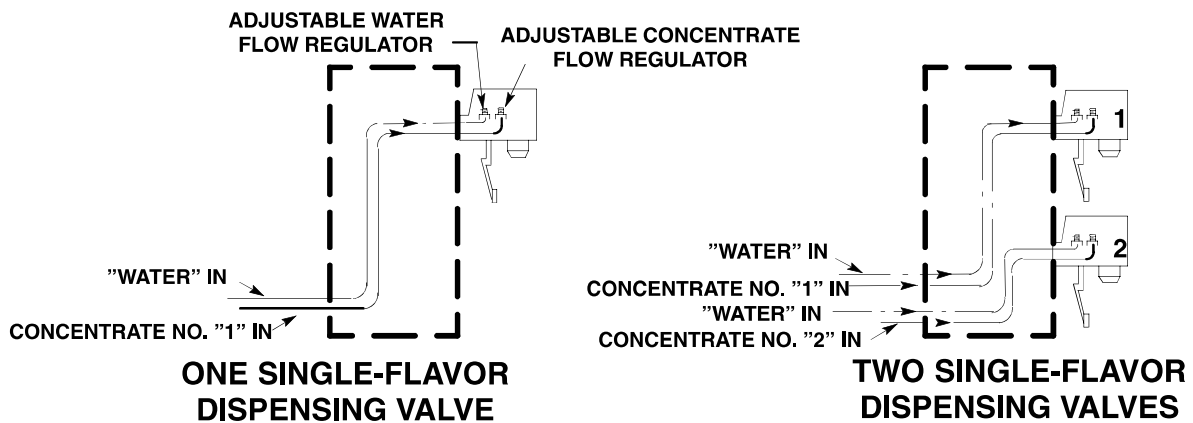 ADJUSTABLE WATER
FLOW REGULATOR
ADJUSTABLE CONCENTRATE
FLOW REGULATOR
”WATER” IN
CONCENTRATE NO. ”1” IN
ONE SINGLE-FLAVOR
DISPENSING VALVE
1
2
”WATER” IN
CONCENTRATE NO. ”1” IN
”WATER” IN
CONCENTRATE NO. ”2” IN
TWO SINGLE-FLAVOR
DISPENSING VALVES